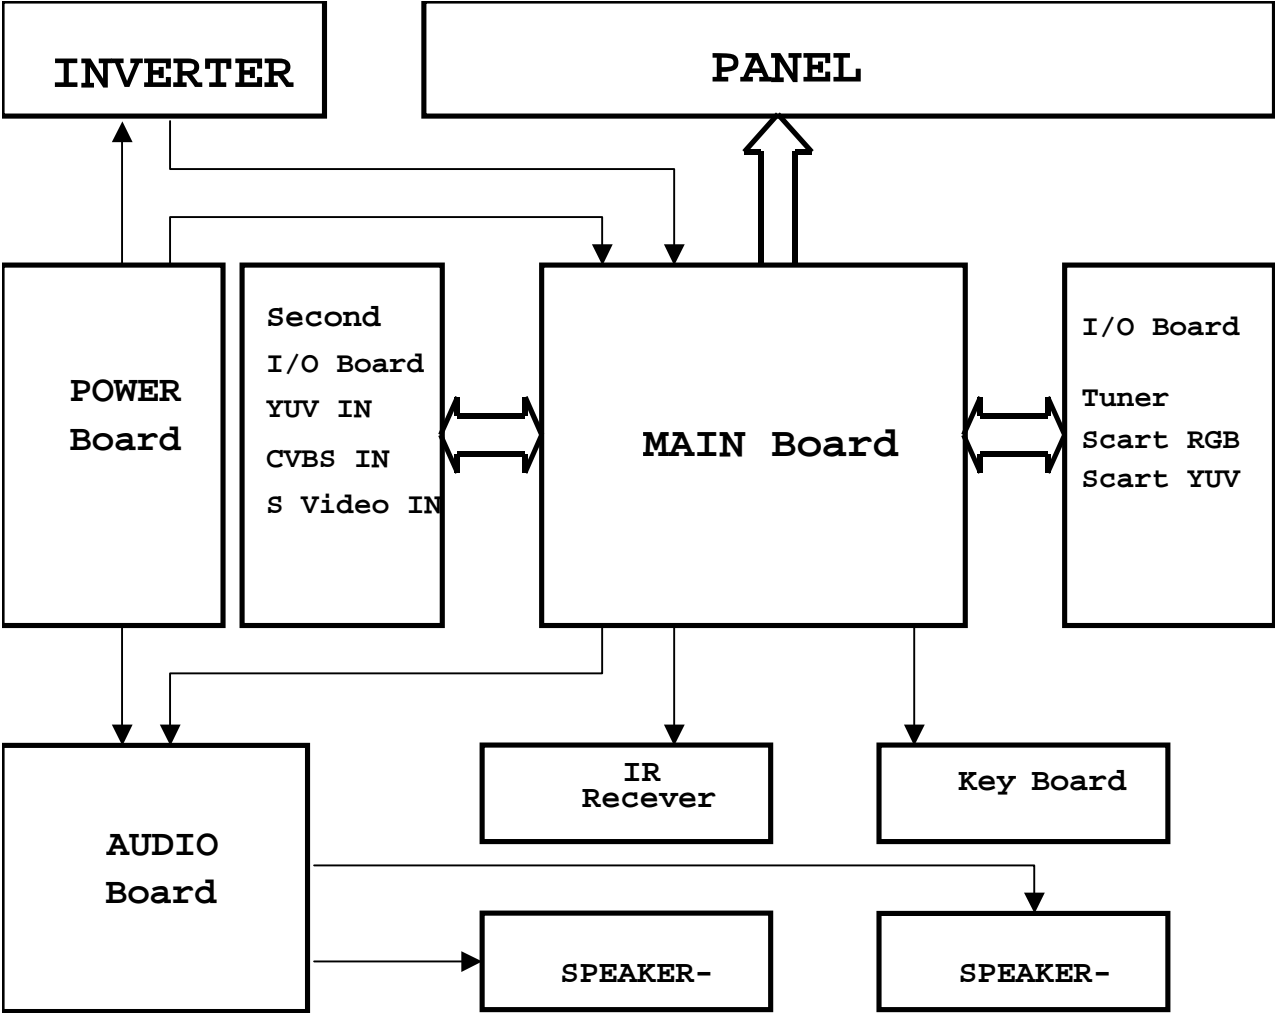 INVERTER
PANEL
POWER
Board
Second
I/O Board
YUV IN
CVBS IN
S Video IN
MAIN Board
I/O Board
Tuner
Scart RGB
Scart YUV
AUDIO
Board
IR
Recever
Key Board
SPEAKER-
SPEAKER-